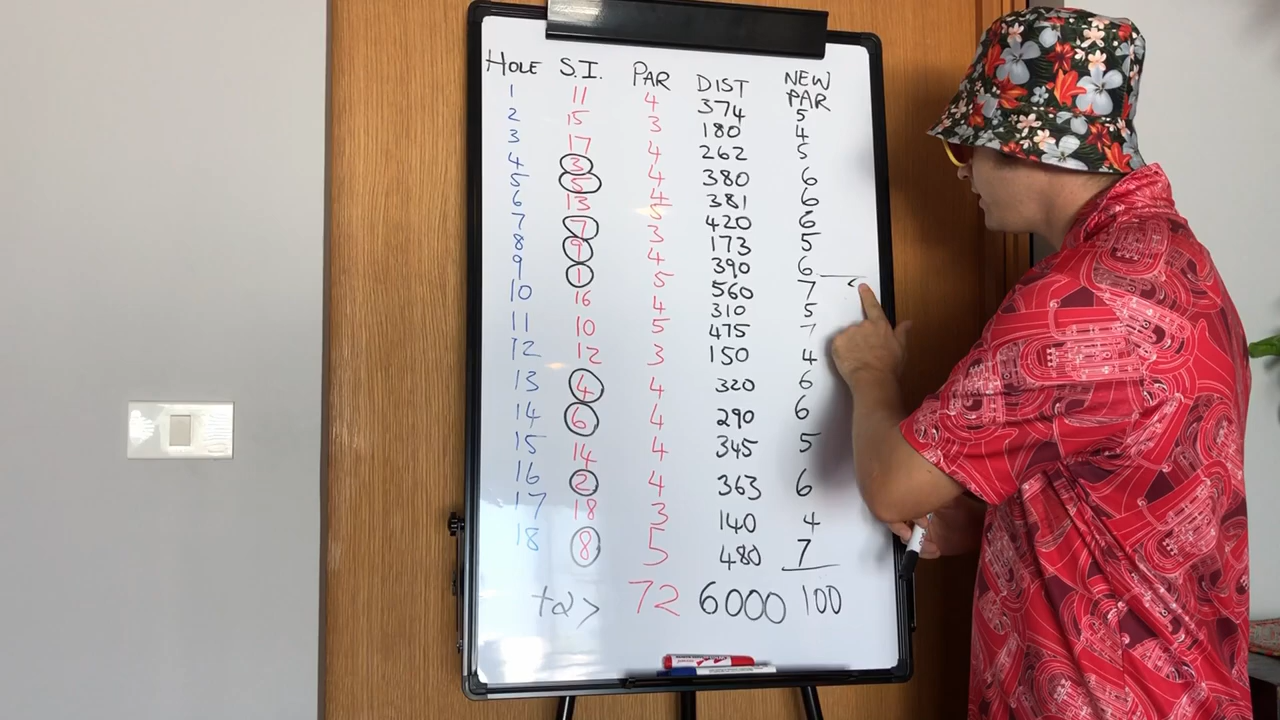 HOLE S.I. PAR DIST NEW PAR
1 11 4 374 5
2 15 3 180 4
3 17 4 262 5
4 3 4 380 6
5 5 4 381 6
6 13 5 420 6
7 7 3 173 5
8 9 4 390 6
9 1 5 560 7
10 16 4 310 5
11 10 5 475 7
12 12 3 150 4
13 4 4 320 6
14 6 4 290 6
15 14 4 345 5
16 2 4 363 6
17 18 3 140 4
18 8 5 480 7
+2> 72 6000 100